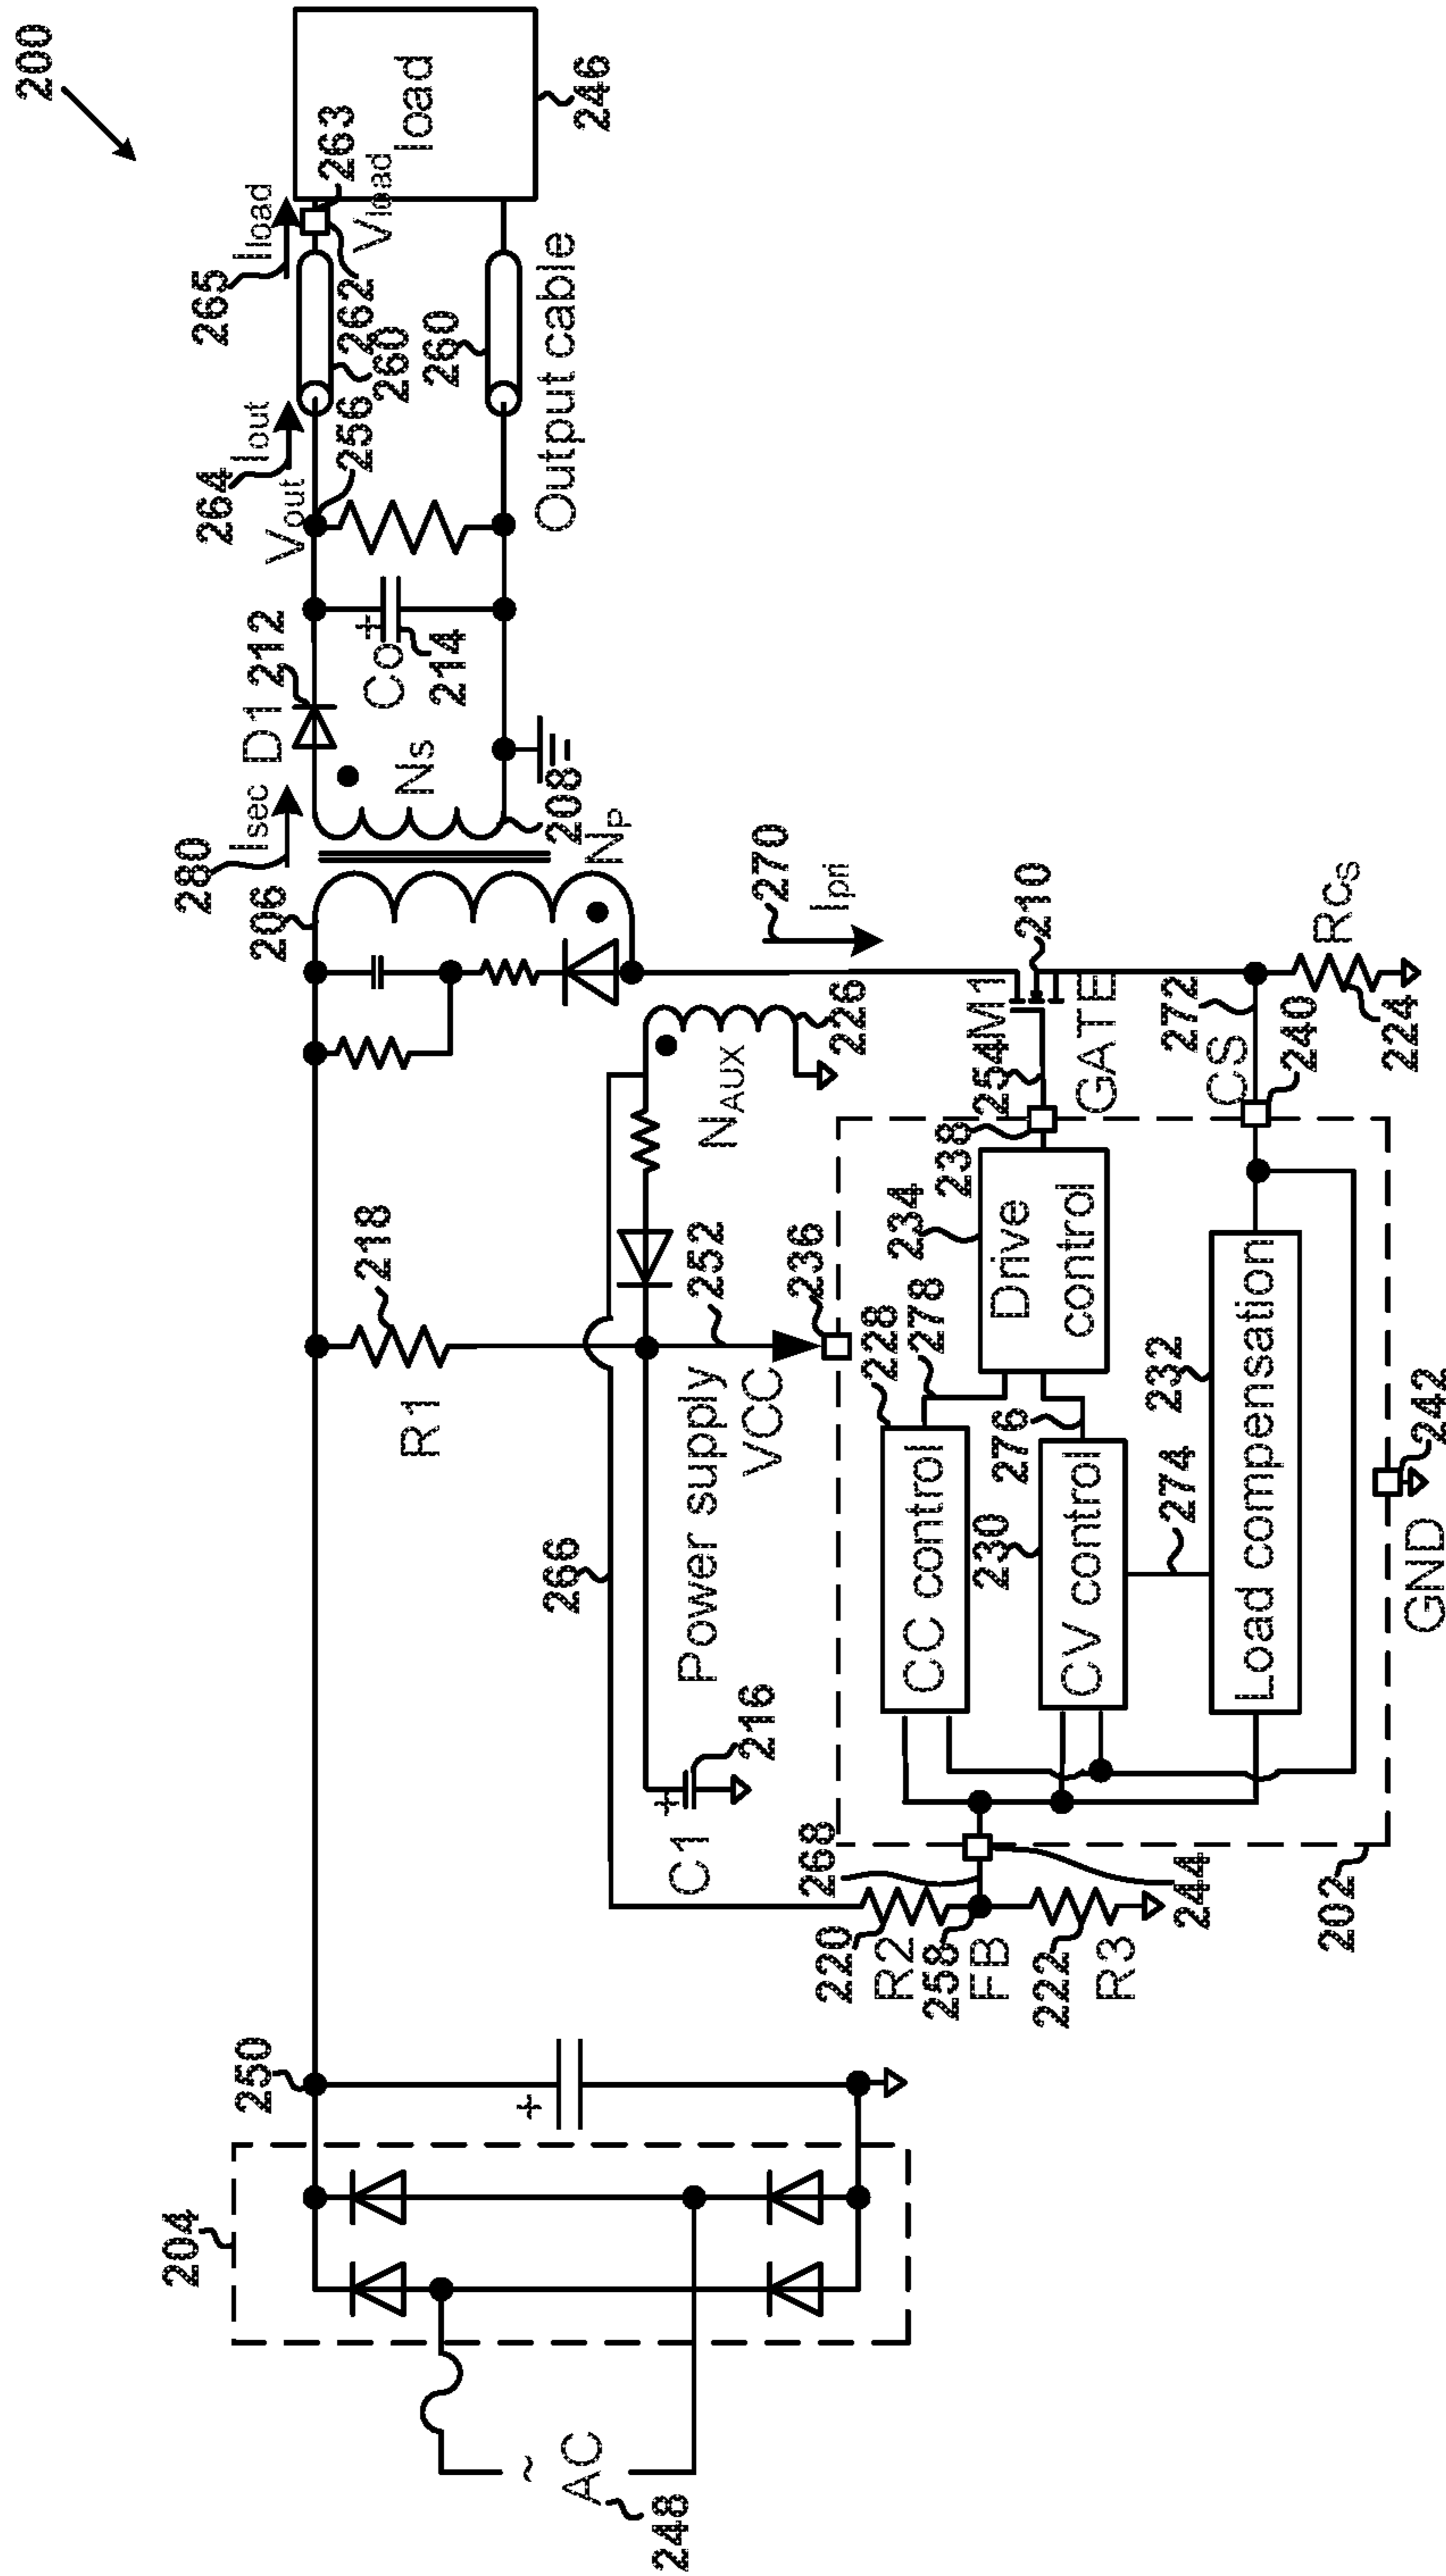 200
204
250
~
AC
248
206
280
Isec
D1
212
Ns
208
NP
Co
+
214
Vout
256
264
Iout
265
Iload
262
260
260
263
Vload
load
246
Output cable
+
218
R1
266
Power supply
VCC
252
236
C1
+
216
NAUX
226
270
Ipri
M1
210
254
GATE
238
234
Drive
control
228
278
CC control
230
276
CV control
274
232
Load compensation
CS
272
240
RCS
224
220
R2
268
258
FB
222
R3
244
202
GND
242